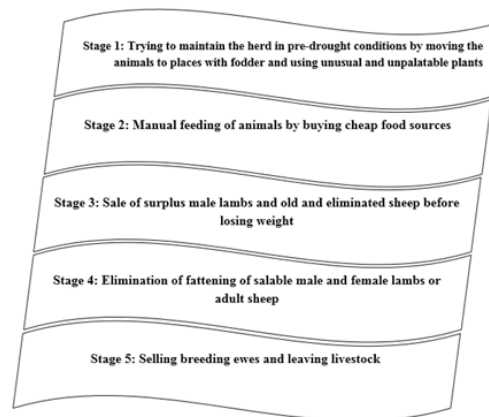 Stage 1: Trying to maintain the herd in pre-drought conditions by moving the
animals to places with fodder and using unusual and unpalatable plants
Stage 2: Manual feeding of animals by buying cheap food sources
Stage 3: Sale of surplus male lambs and old and eliminated sheep before
losing weight
Stage 4: Elimination of fattening of salable male and female lambs or
adult sheep
Stage 5: Selling breeding ewes and leaving livestock